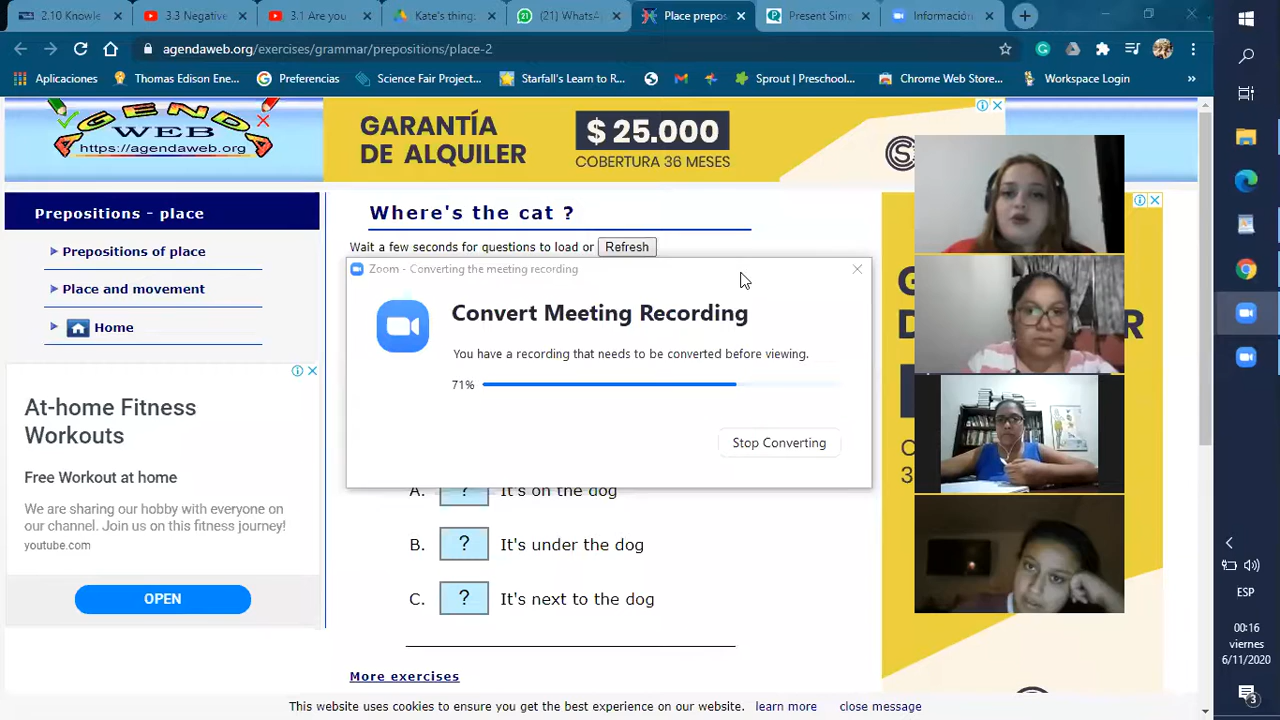 2.10 Knowle
3.3 Negative
3.1 Are you
Kate's thing:
(21) WhatsA
Place prepos
Present Simp
Informació
agendaweb.org/exercises/grammar/prepositions/place-2
Aplicaciones
Thomas Edison Ene...
Preferencias
Science Fair Project...
Starfall's Learn to R...
Sprout | Preschool...
Chrome Web Store...
Workspace Login
»
AGENDA
WEB
https://agendaweb.org
GARANTÍA
DE ALQUILER
$ 25.000
COBERTURA 36 MESES
Prepositions - place
Prepositions of place
Place and movement
Home
Where's the cat ?
Wait a few seconds for questions to load or Refresh
Zoom - Converting the meeting recording
Convert Meeting Recording
You have a recording that needs to be converted before viewing.
71%
Stop Converting
A. ? It's on the dog
B. ? It's under the dog
C. ? It's next to the dog
More exercises
At-home Fitness
Workouts
Free Workout at home
We are sharing our hobby with everyone on
our channel. Join us on this fitness journey!
youtube.com
OPEN
This website uses cookies to ensure you get the best experience on our website. learn more close message
ESP
00:16
viernes
6/11/2020
3